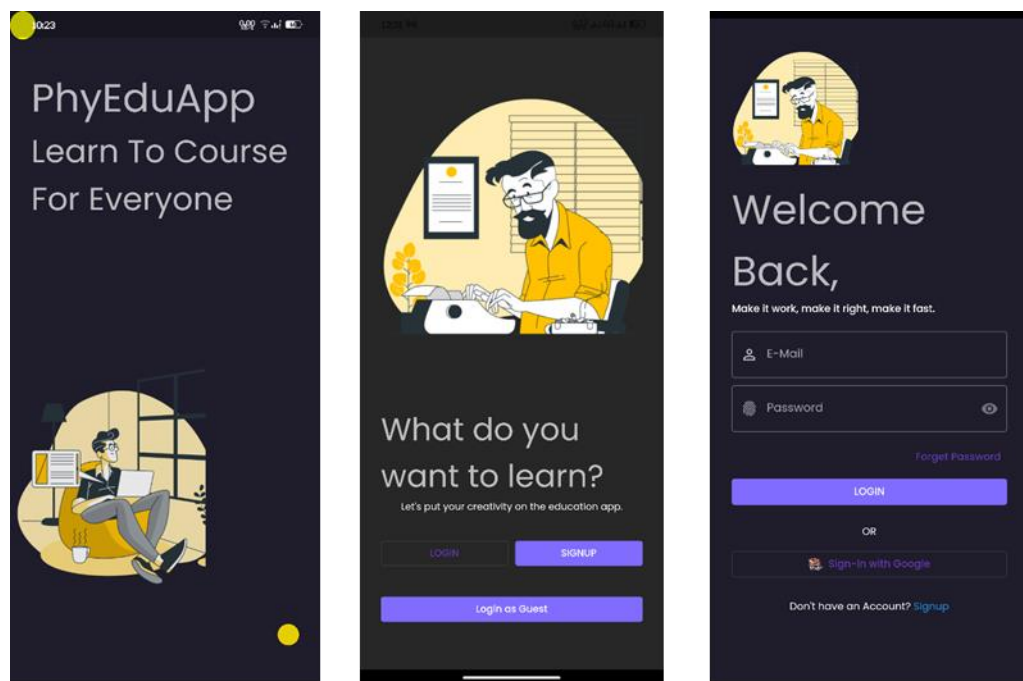 10:23
PhyEduApp
Learn To Course
For Everyone
What do you
want to learn?
Let's put your creativity on the education app.
LOGIN
SIGNUP
Login as Guest
Welcome
Back,
Make it work, make it right, make it fast.
E-Mail
Password
Forget Password
LOGIN
OR
Sign-In with Google
Don't have an Account? Signup